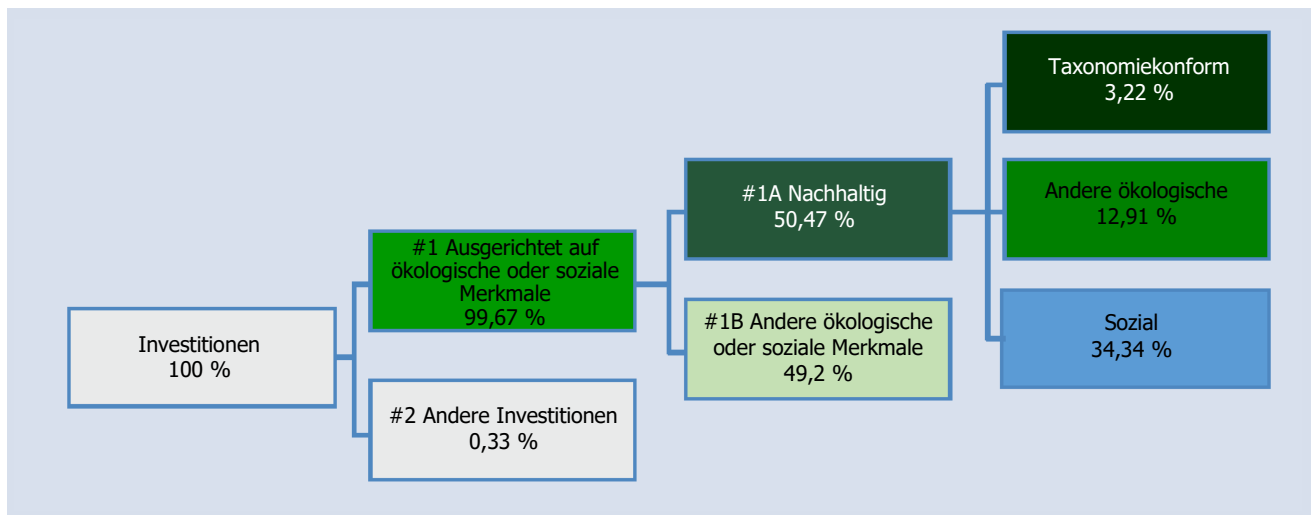 Investitionen
100 %
#1 Ausgerichtet auf
ökologische oder soziale
Merkmale
99,67 %
#2 Andere Investitionen
0,33 %
#1A Nachhaltig
50,47 %
#1B Andere ökologische
oder soziale Merkmale
49,2 %
Taxonomiekonform
3,22 %
Andere ökologische
12,91 %
Sozial
34,34 %